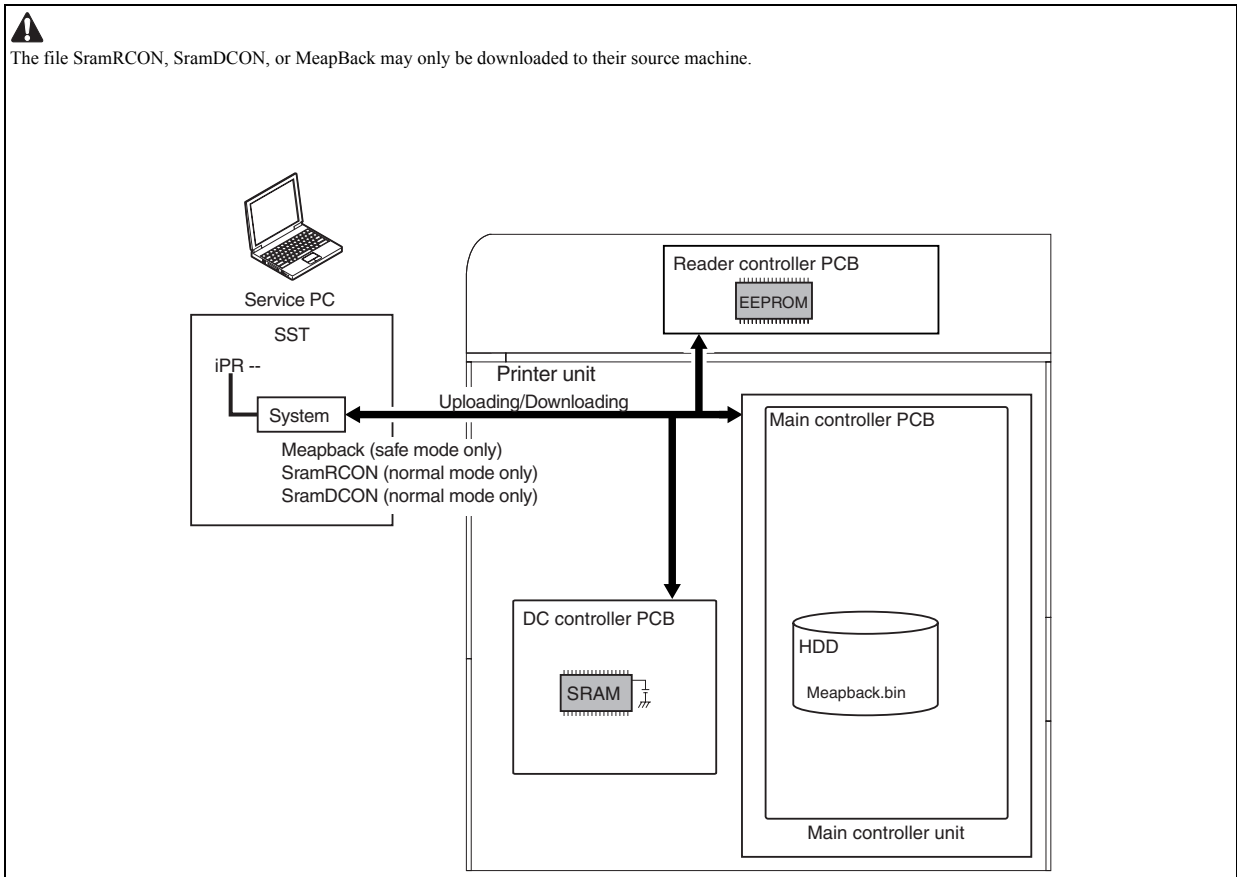 The file SramRCON, SramDCON, or MeapBack may only be downloaded to their source machine.
Service PC
SST
iPR --
System
Meapback (safe mode only)
SramRCON (normal mode only)
SramDCON (normal mode only)
Reader controller PCB
EEPROM
Printer unit
Uploading/Downloading
Main controller PCB
DC controller PCB
SRAM
HDD
Meapback.bin
Main controller unit